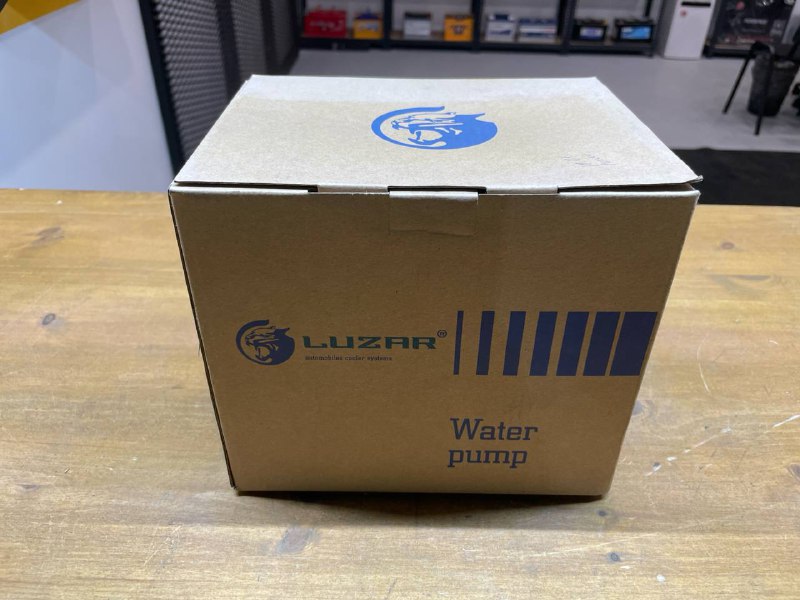 LUZAR®
automobiles cooler systems
Water
pump